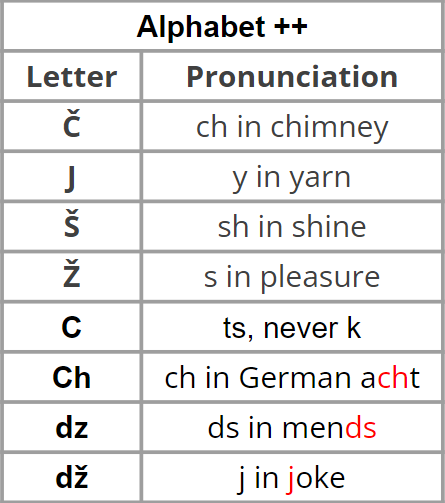 Alphabet ++
Letter Pronunciation
Č ch in chimney
J y in yarn
Š sh in shine
Ž s in pleasure
C ts, never k
Ch ch in German acht
dz ds in mends
dž j in joke